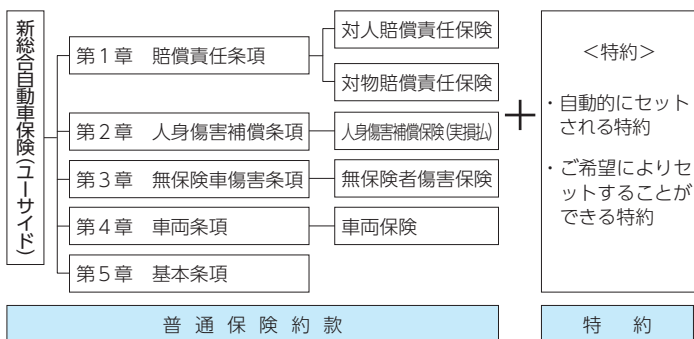 新総合自動車保険(ユーサイド)
第1章 賠償責任条項
対人賠償責任保険
対物賠償責任保険
第2章 人身傷害補償条項
人身傷害補償保険(実損払)
第3章 無保険車傷害条項
無保険者傷害保険
第4章 車両条項
車両保険
第5章 基本条項
普通保険約款
+
<特約>
・自動的にセット
される特約
・ご希望によりセ
ットすることが
できる特約
特約